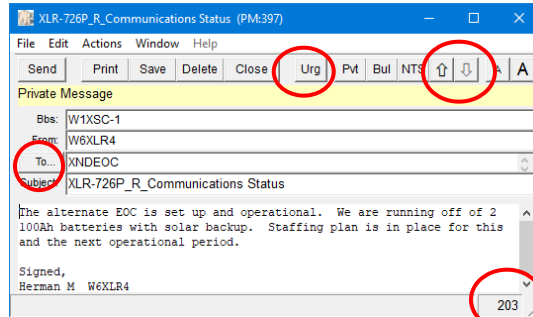 XLR-726P_R_Communications Status (PM:397)
File Edit Actions Window Help
Send Print Save Delete Close Urg Pvt Bul NTS A A
Private Message
Bbs: W1XSC-1
From: W6XLR4
To... XNDEOC
Subject: XLR-726P_R_Communications Status
The alternate EOC is set up and operational. We are running off of 2
100Ah batteries with solar backup. Staffing plan is in place for this
and the next operational period.
Signed,
Herman M W6XLR4
203